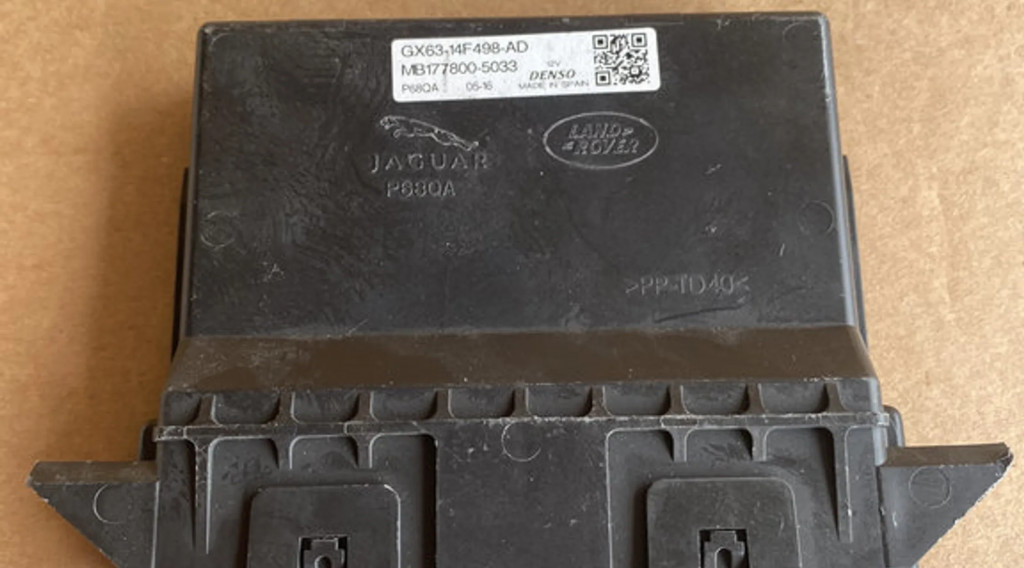 GX63-14F498-AD
MB177800-5033
12V
DENSO
P68QA 05-16 MADE IN SPAIN
JAGUAR
LAND
ROVER
P68QA
>PP-TD40<